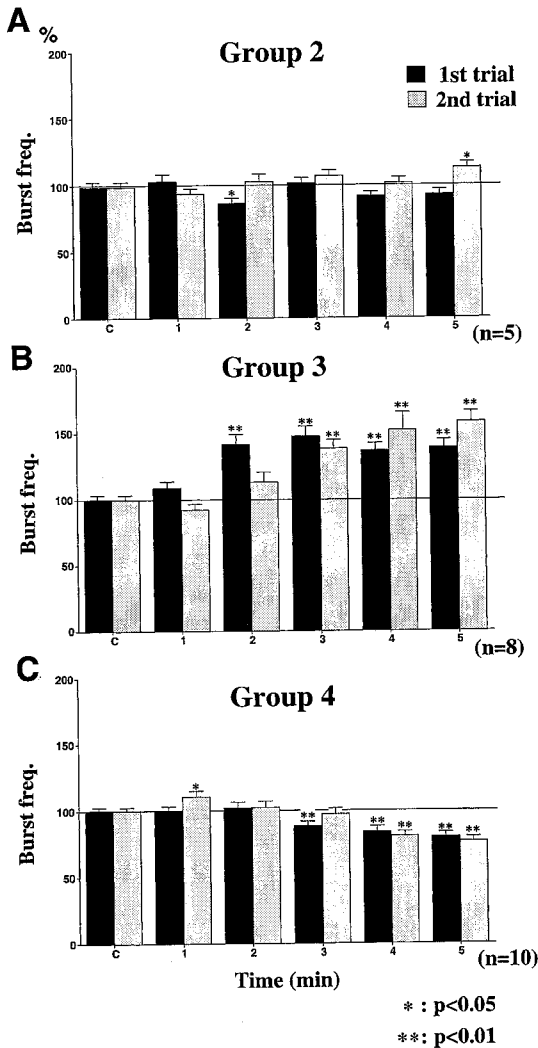 A
%
Group 2
200
1st trial
2nd trial
150
Burst freq.
*
*
100
50
0
C 1 2 3 4 5
(n=5)
B
Group 3
200
** ** ** ** ** ** **
150
Burst freq.
100
50
0
C 1 2 3 4 5
(n=8)
C
Group 4
200
150
Burst freq.
*
100
** ** ** ** **
50
0
C 1 2 3 4 5
(n=10)
Time (min)
* : p<0.05
**: p<0.01